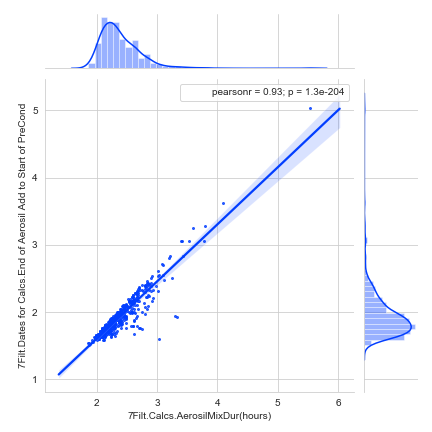 pearsonr = 0.93; p = 1.3e-204
7Filt.Dates for Calcs.End of Aerosil Add to Start of PreCond
5
4
3
2
1
2 3 4 5 6
7Filt.Calcs.AerosilMixDur(hours)